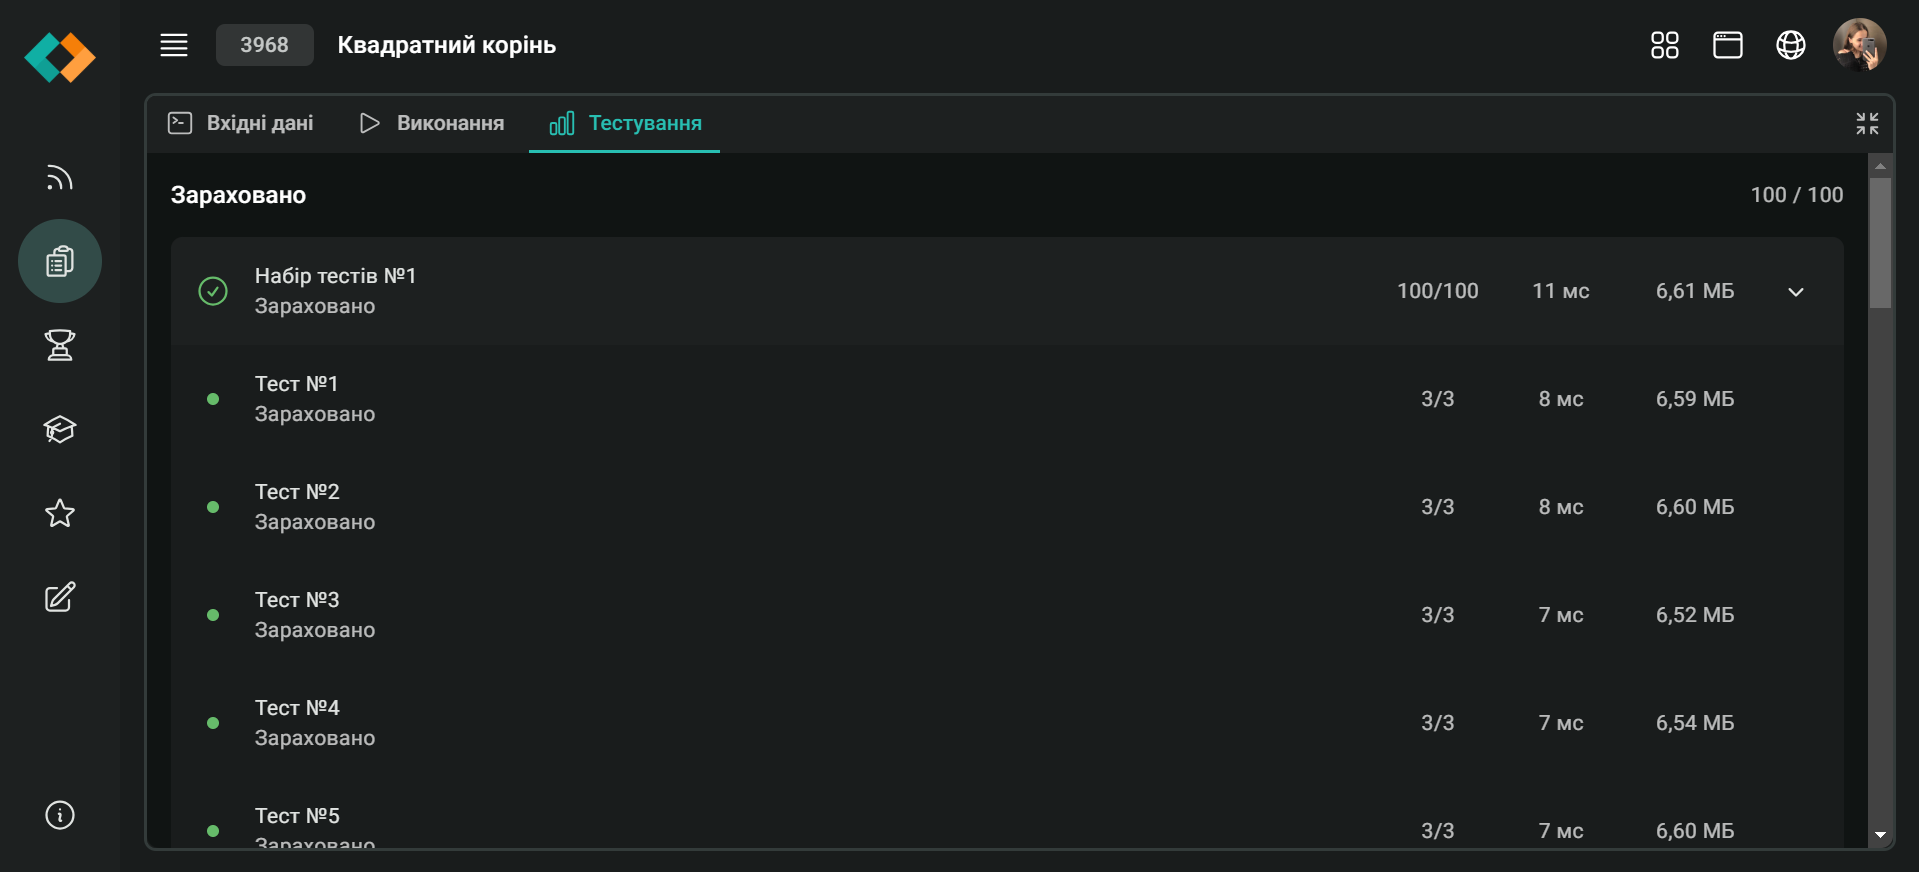 3968 Квадратний корінь
Вхідні дані Виконання Тестування
Зараховано 100 / 100
Набір тестів №1
Зараховано
100/100 11 мс 6,61 МБ
Тест №1
Зараховано
3/3 8 мс 6,59 МБ
Тест №2
Зараховано
3/3 8 мс 6,60 МБ
Тест №3
Зараховано
3/3 7 мс 6,52 МБ
Тест №4
Зараховано
3/3 7 мс 6,54 МБ
Тест №5
Зараховано
3/3 7 мс 6,60 МБ